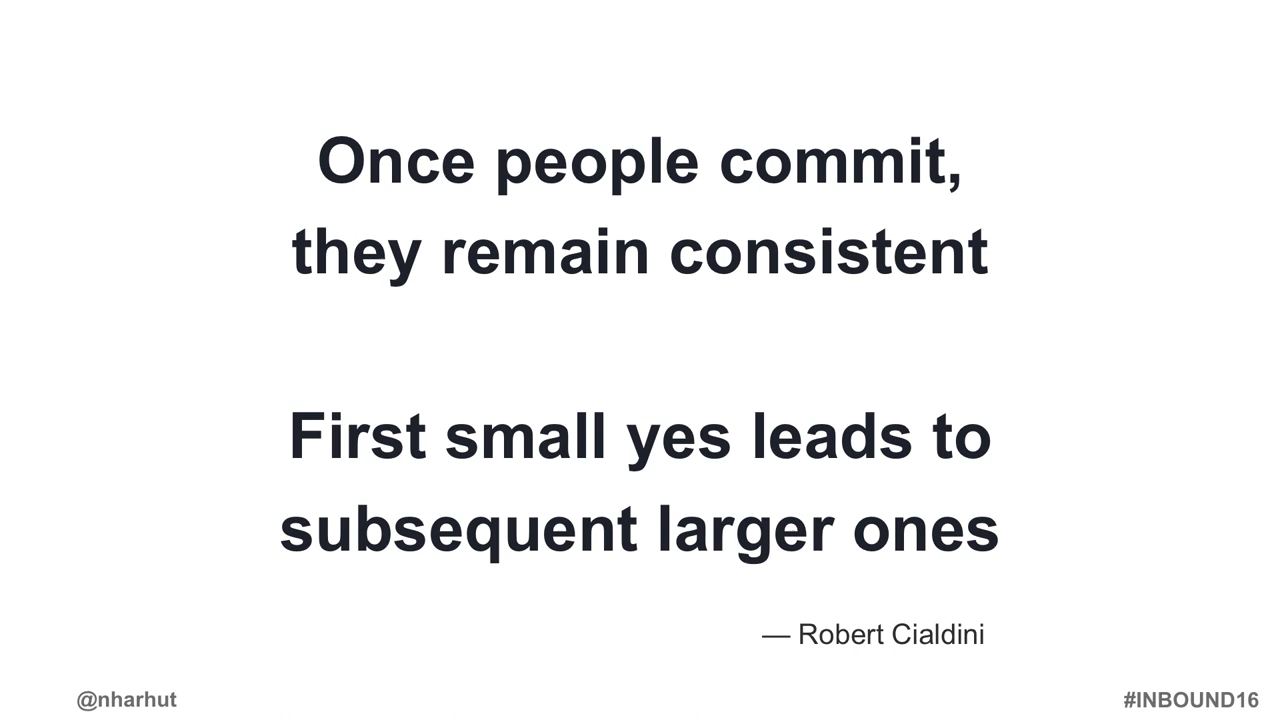 Once people commit,
they remain consistent
First small yes leads to
subsequent larger ones
— Robert Cialdini
@nharhut
#INBOUND16